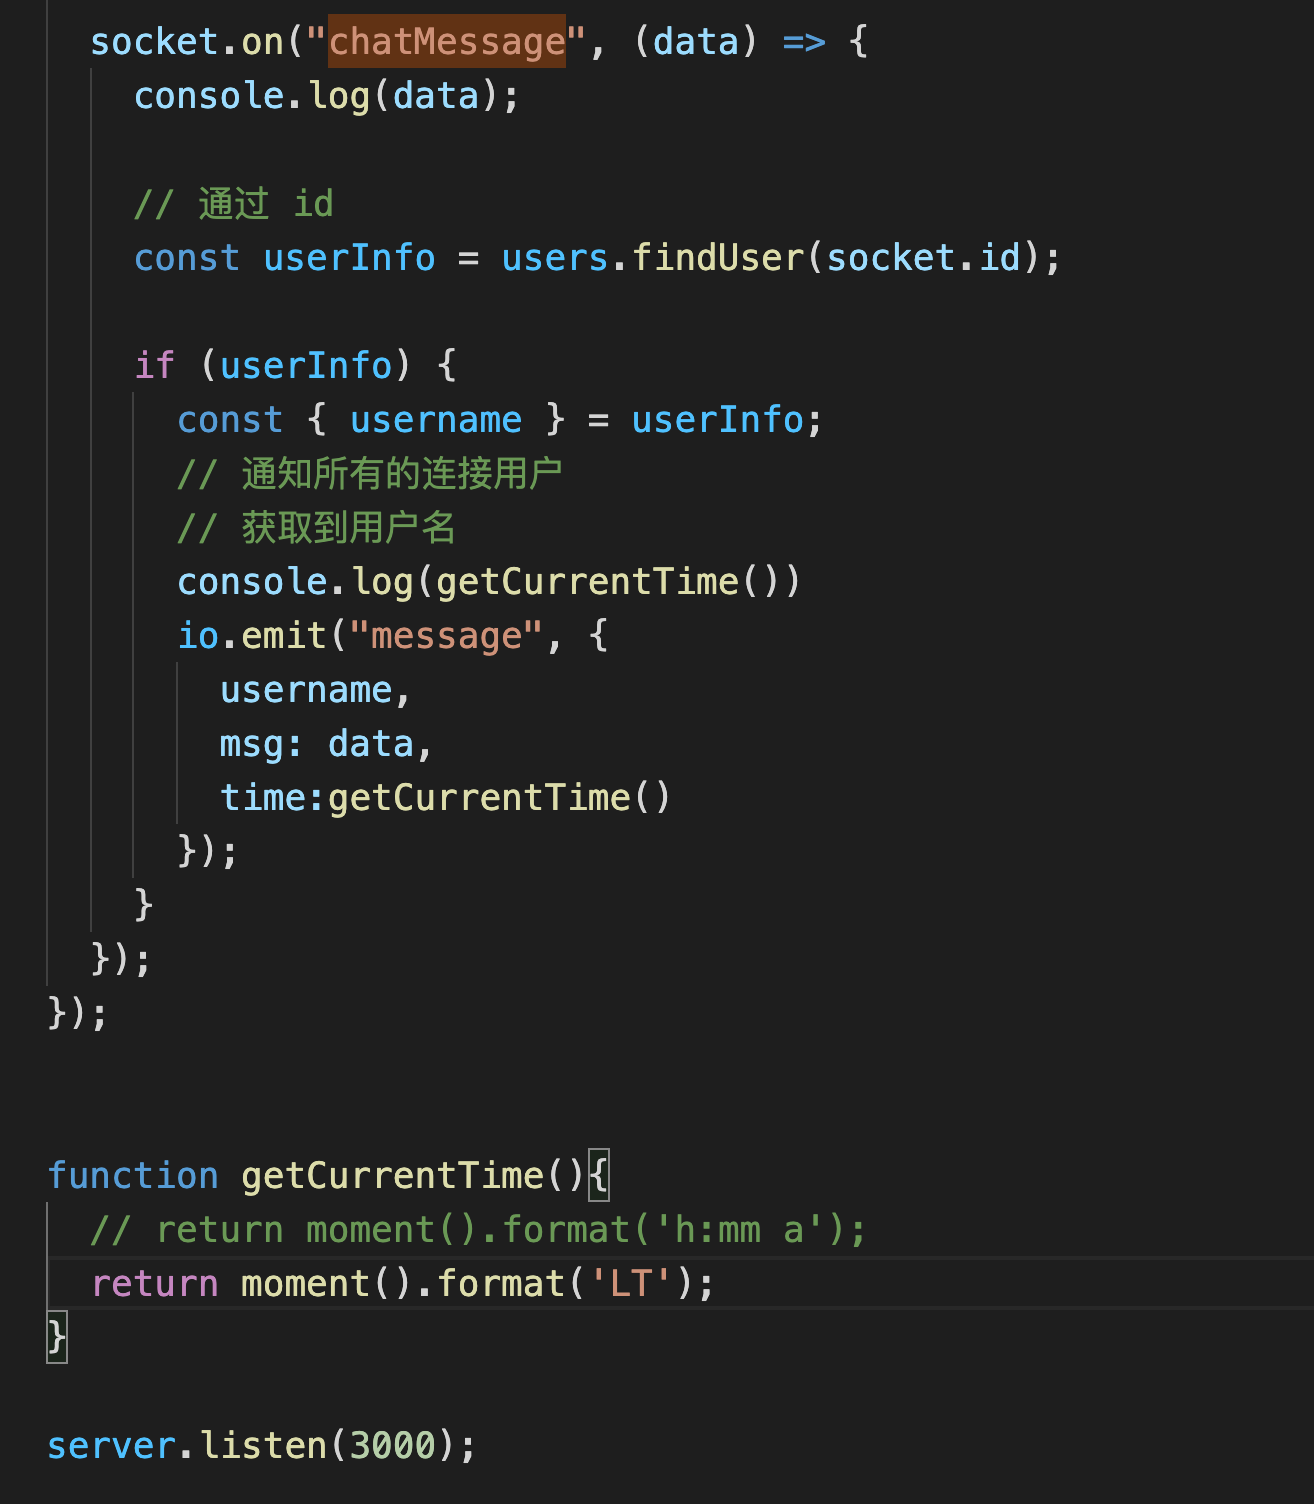 socket.on("chatMessage", (data) => {
console.log(data);
// 通过 id
const userInfo = users.findUser(socket.id);
if (userInfo) {
const { username } = userInfo;
// 通知所有的连接用户
// 获取到用户名
console.log(getCurrentTime())
io.emit("message", {
username,
msg: data,
time:getCurrentTime()
});
}
});
});
function getCurrentTime(){
// return moment().format('h:mm a');
return moment().format('LT');
}
server.listen(3000);